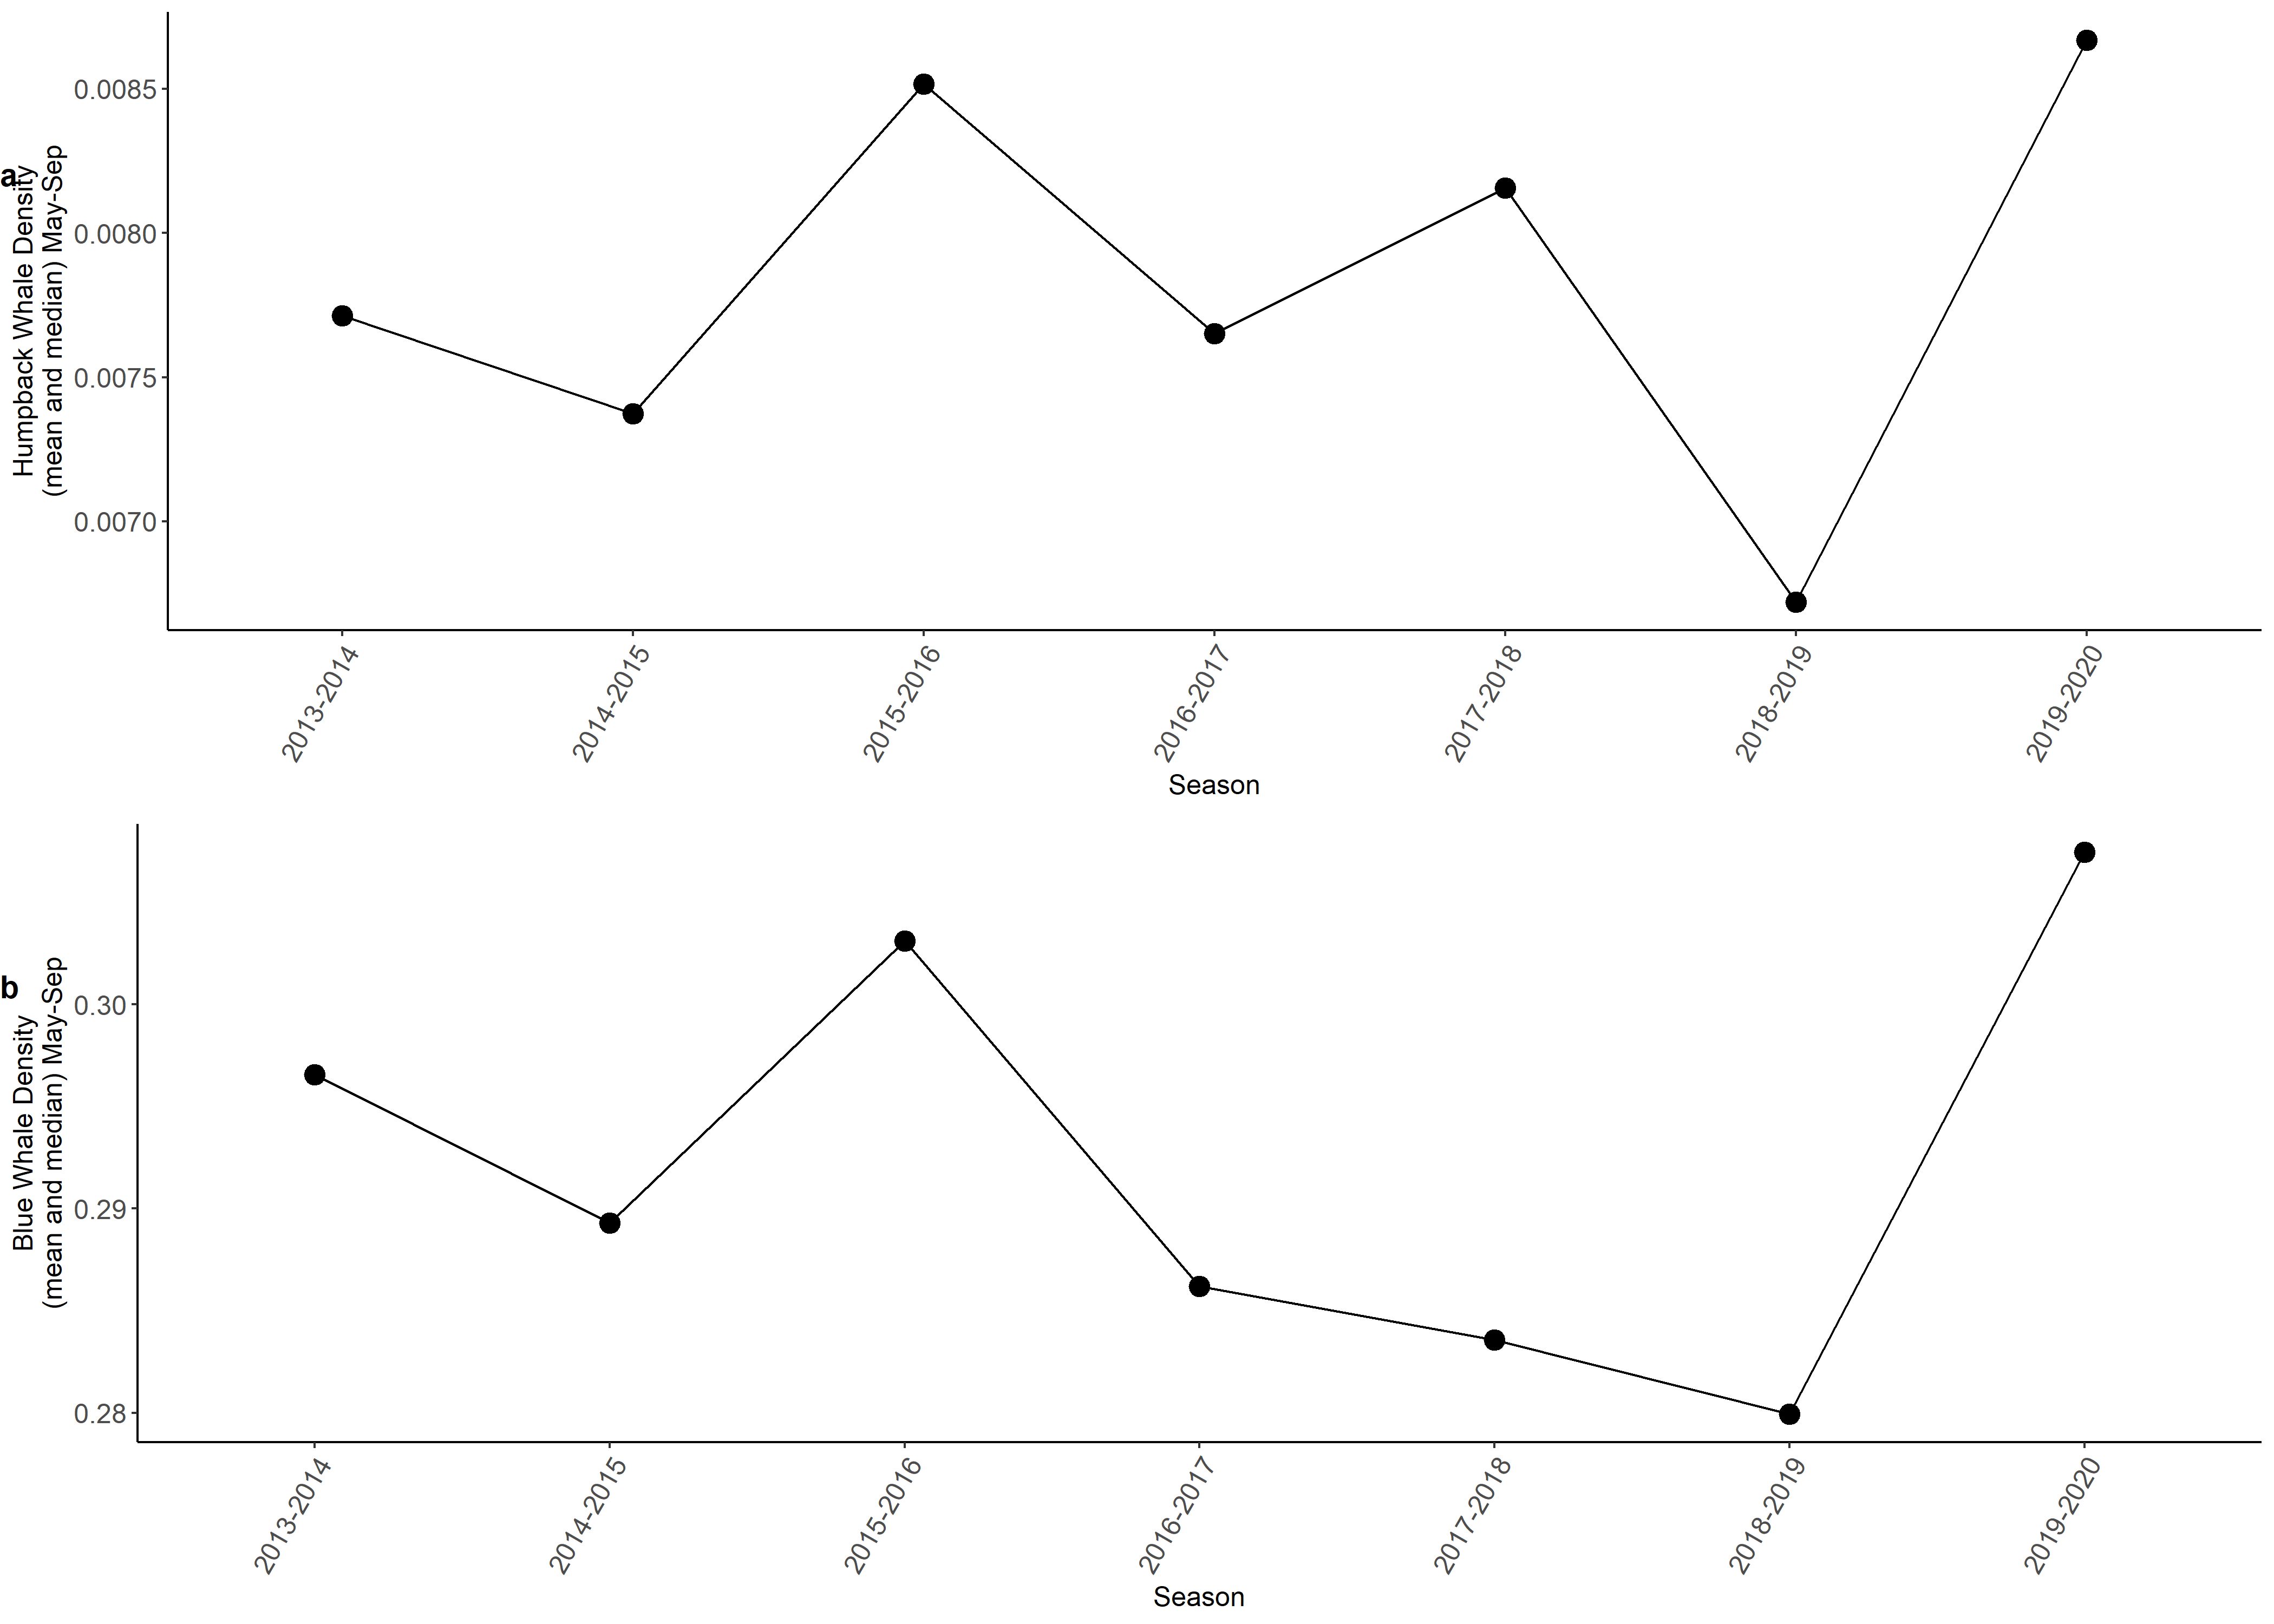 a
Humpback Whale Density
(mean and median) May-Sep
0.0085
0.0080
0.0075
0.0070
2013-2014
2014-2015
2015-2016
2016-2017
2017-2018
2018-2019
2019-2020
Season
b
Blue Whale Density
(mean and median) May-Sep
0.30
0.29
0.28
2013-2014
2014-2015
2015-2016
2016-2017
2017-2018
2018-2019
2019-2020
Season